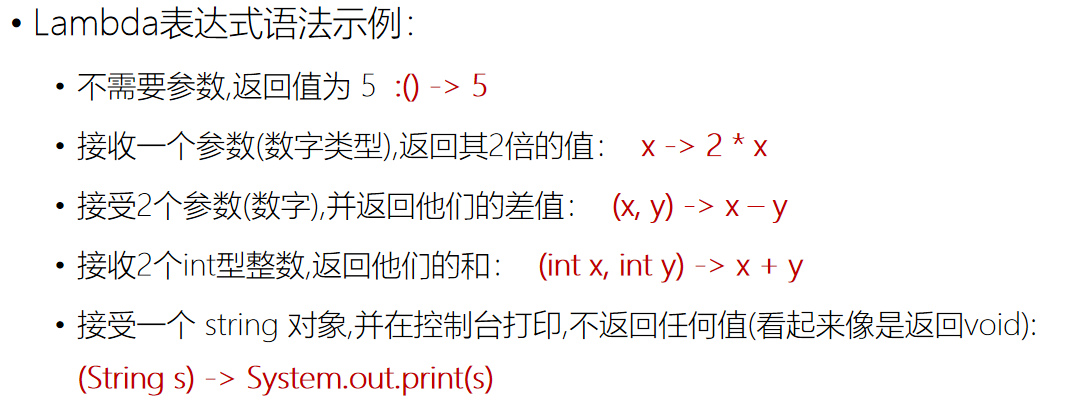 • Lambda表达式语法示例：
• 不需要参数,返回值为 5 :() -> 5
• 接收一个参数(数字类型),返回其2倍的值： x -> 2 * x
• 接受2个参数(数字),并返回他们的差值： (x, y) -> x – y
• 接收2个int型整数,返回他们的和： (int x, int y) -> x + y
• 接受一个 string 对象,并在控制台打印,不返回任何值(看起来像是返回void):
(String s) -> System.out.print(s)